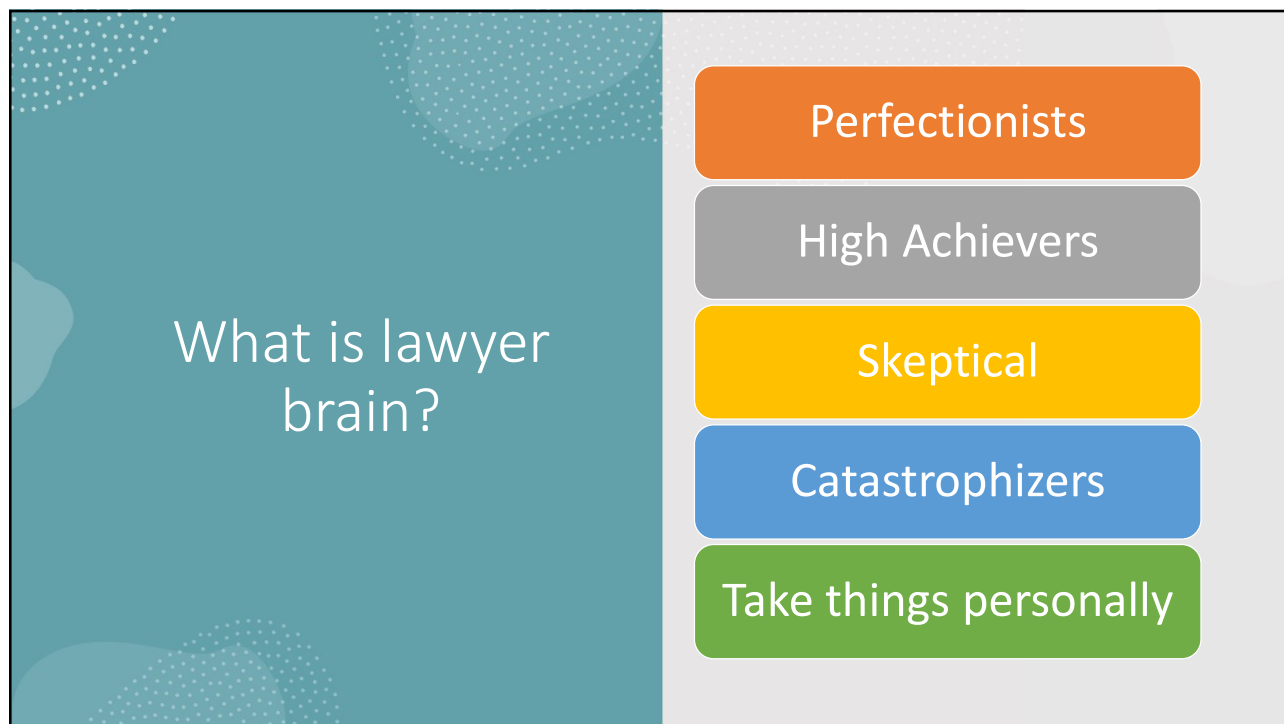 What is lawyer
brain?
Perfectionists
High Achievers
Skeptical
Catastrophizers
Take things personally